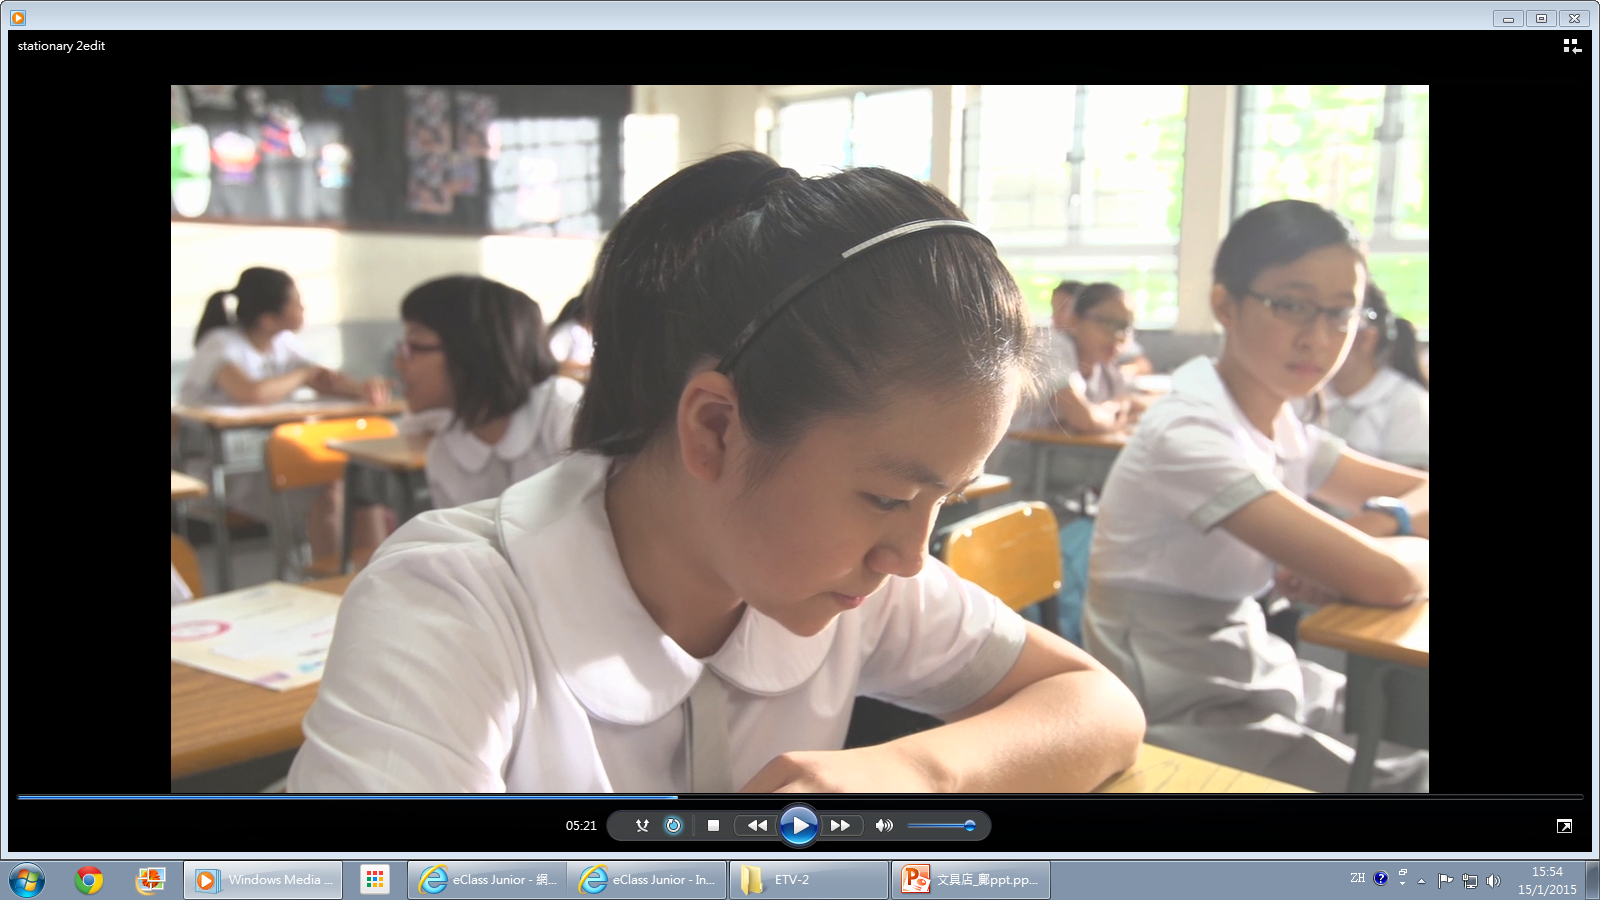 stationary 2edit
05:21
Windows Media ...
eClass Junior - 網...
eClass Junior - In...
ETV-2
文具店_鄺ppt.pp...
ZH
15:54
15/1/2015